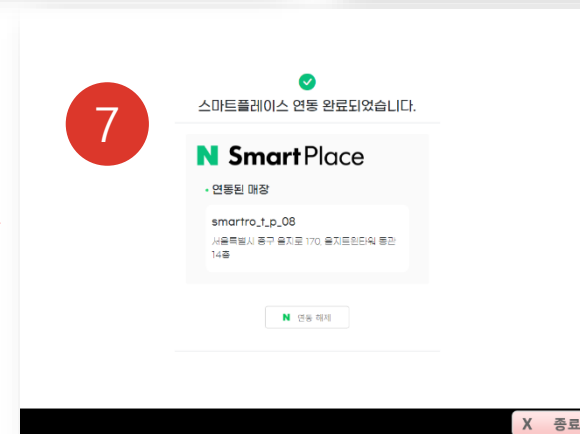 7
스마트플레이스 연동 완료되었습니다.
N SmartPlace
• 연동된 매장
smartro_t_p_08
서울특별시 중구 을지로 170, 을지트윈타워 동관
14층
N 연동 해제
X 종료